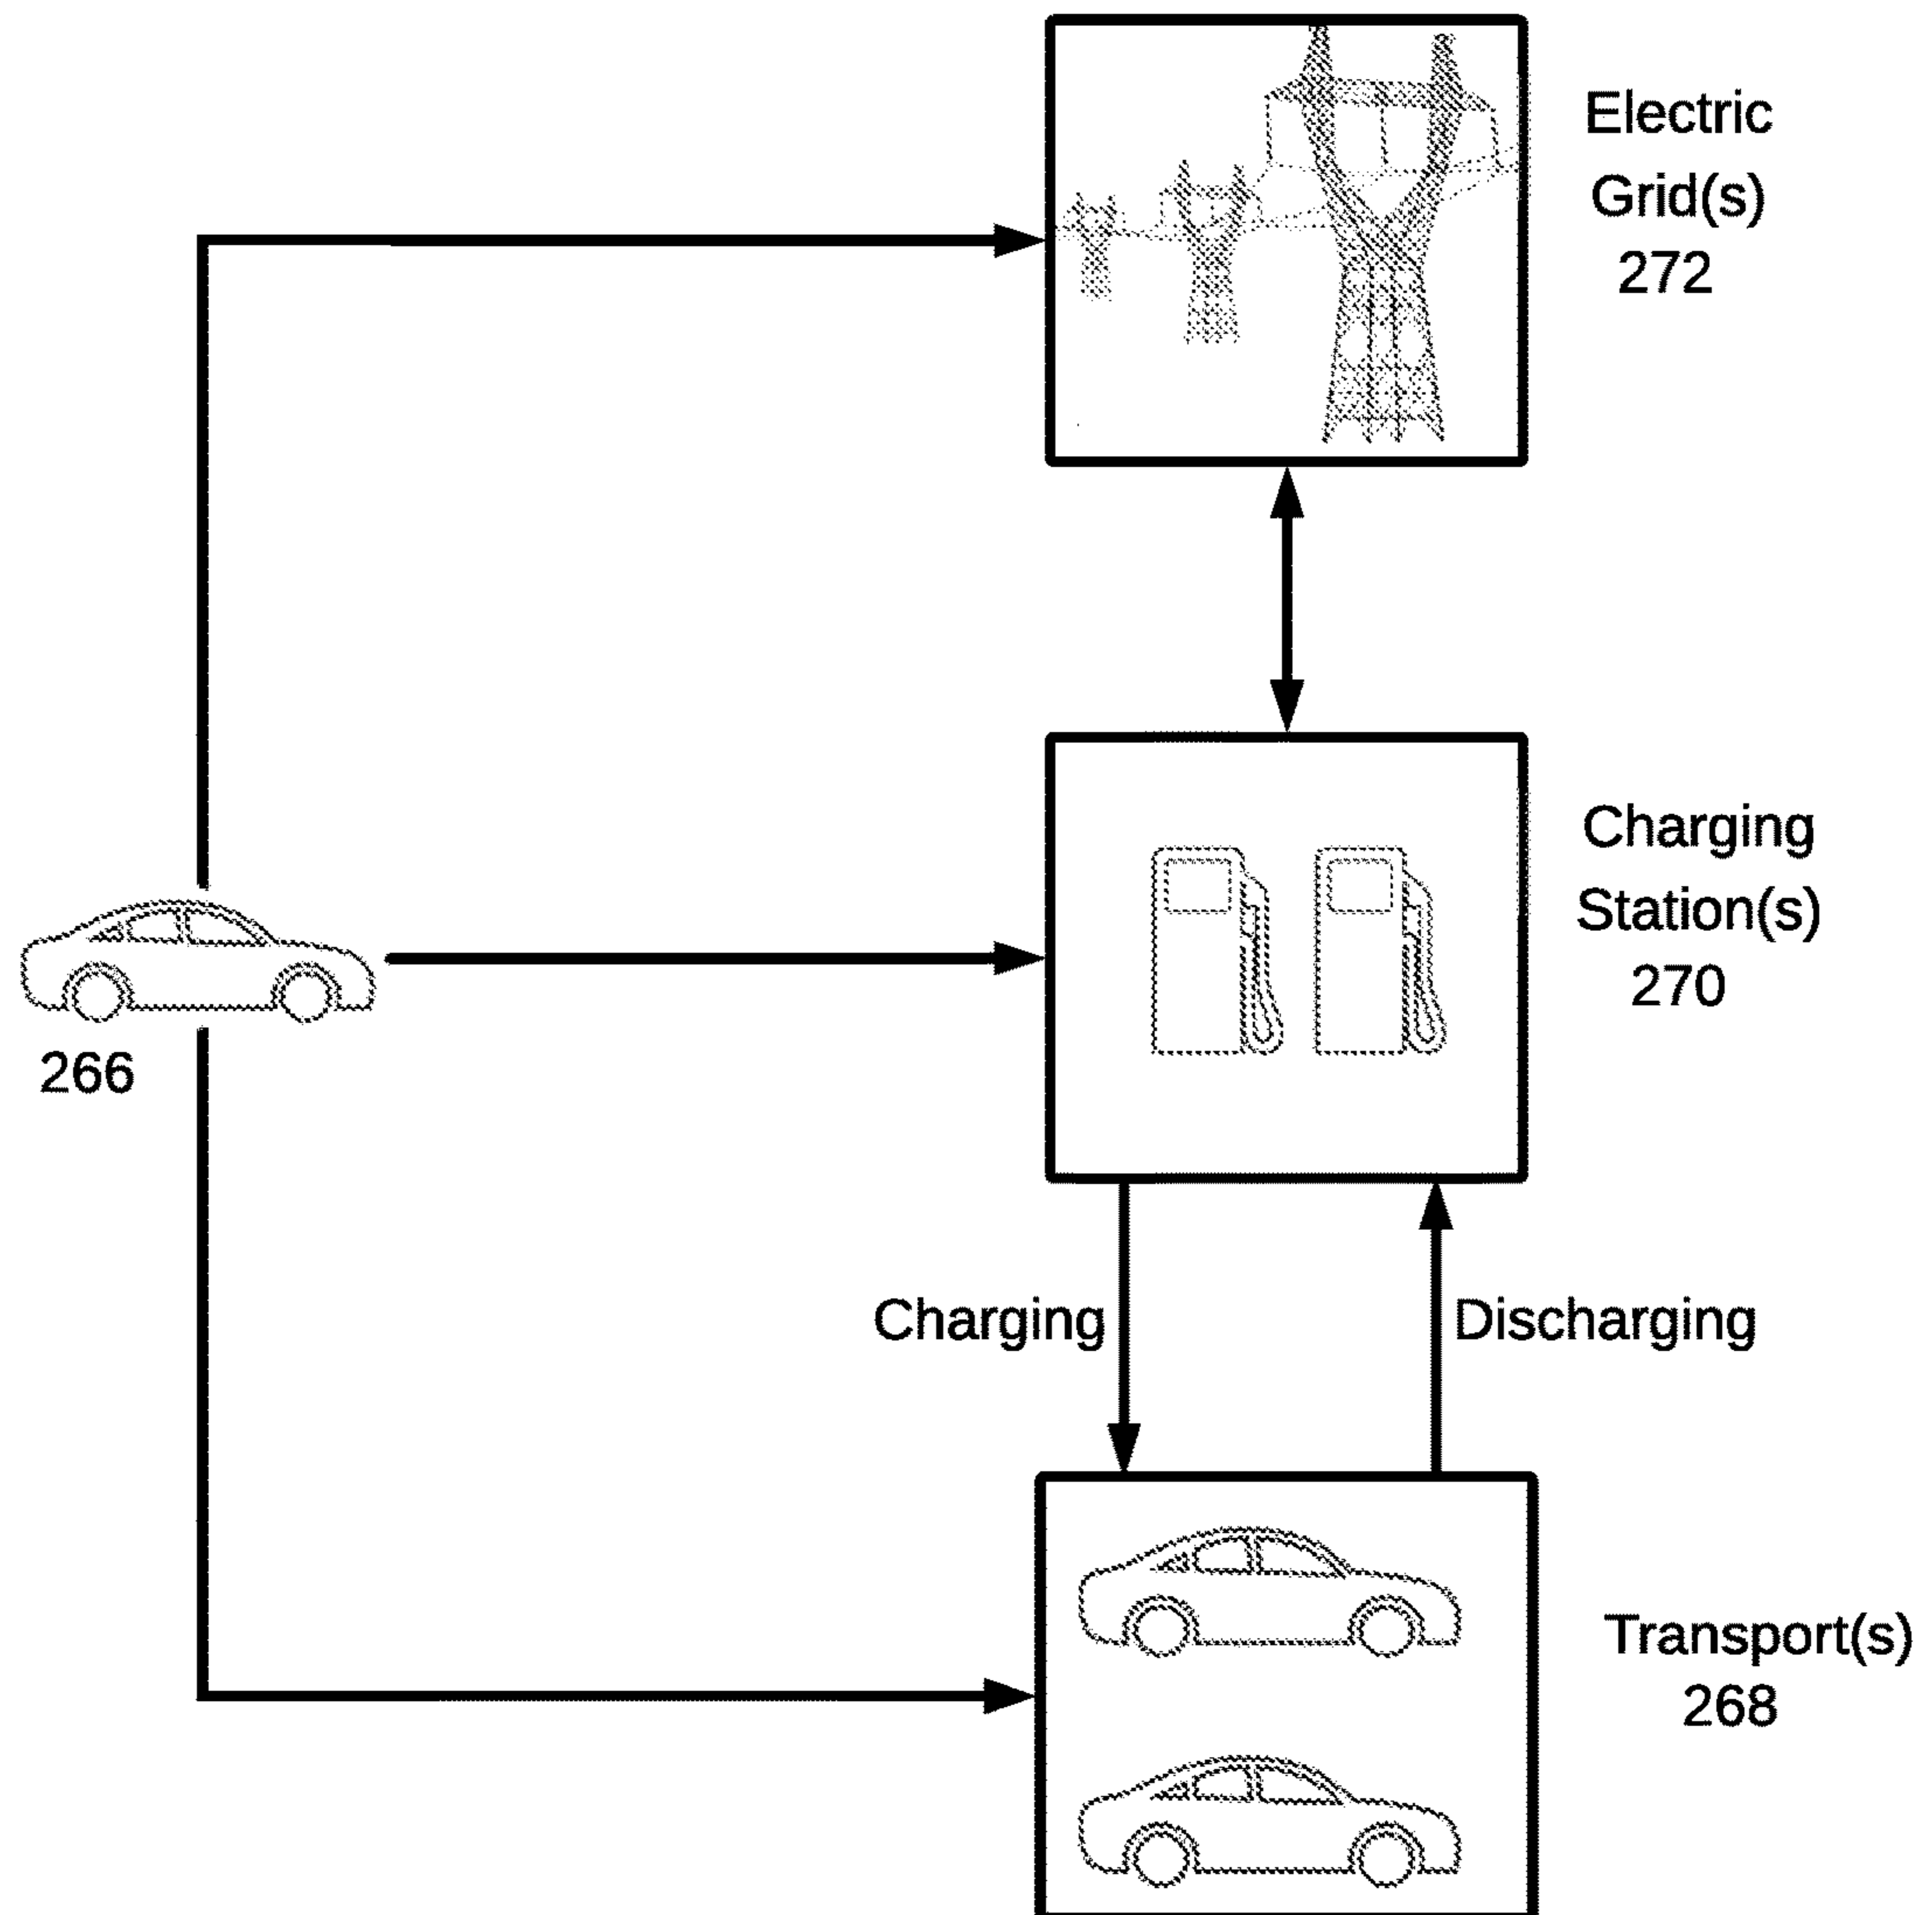 Electric
Grid(s)
272
Charging
Station(s)
270
266
Charging
Discharging
Transport(s)
268